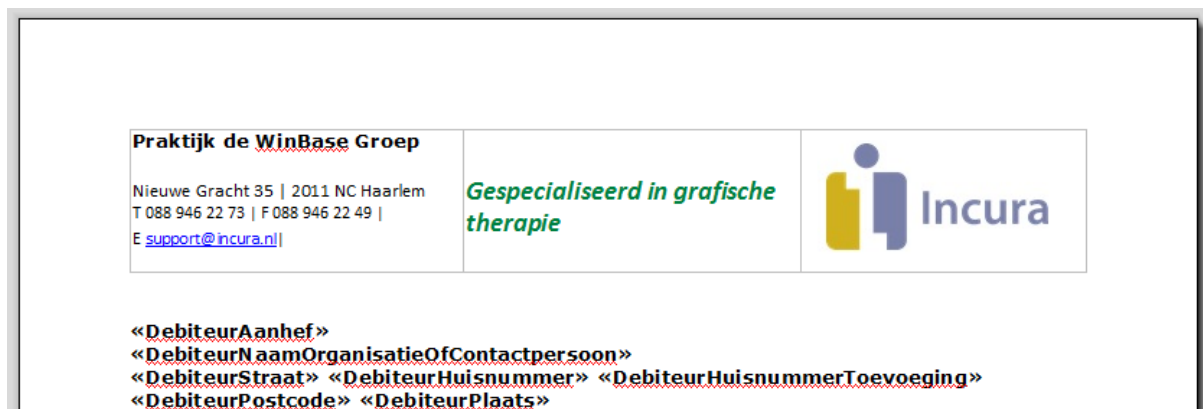 Praktijk de WinBase Groep
Nieuwe Gracht 35 | 2011 NC Haarlem
T 088 946 22 73 | F 088 946 22 49 |
E support@incura.nl|
Gespecialiseerd in grafische
therapie
Incura
«DebiteurAanhef»
«DebiteurNaamOrganisatieOfContactpersoon»
«DebiteurStraat» «DebiteurHuisnummer» «DebiteurHuisnummerToevoeging»
«DebiteurPostcode» «DebiteurPlaats»